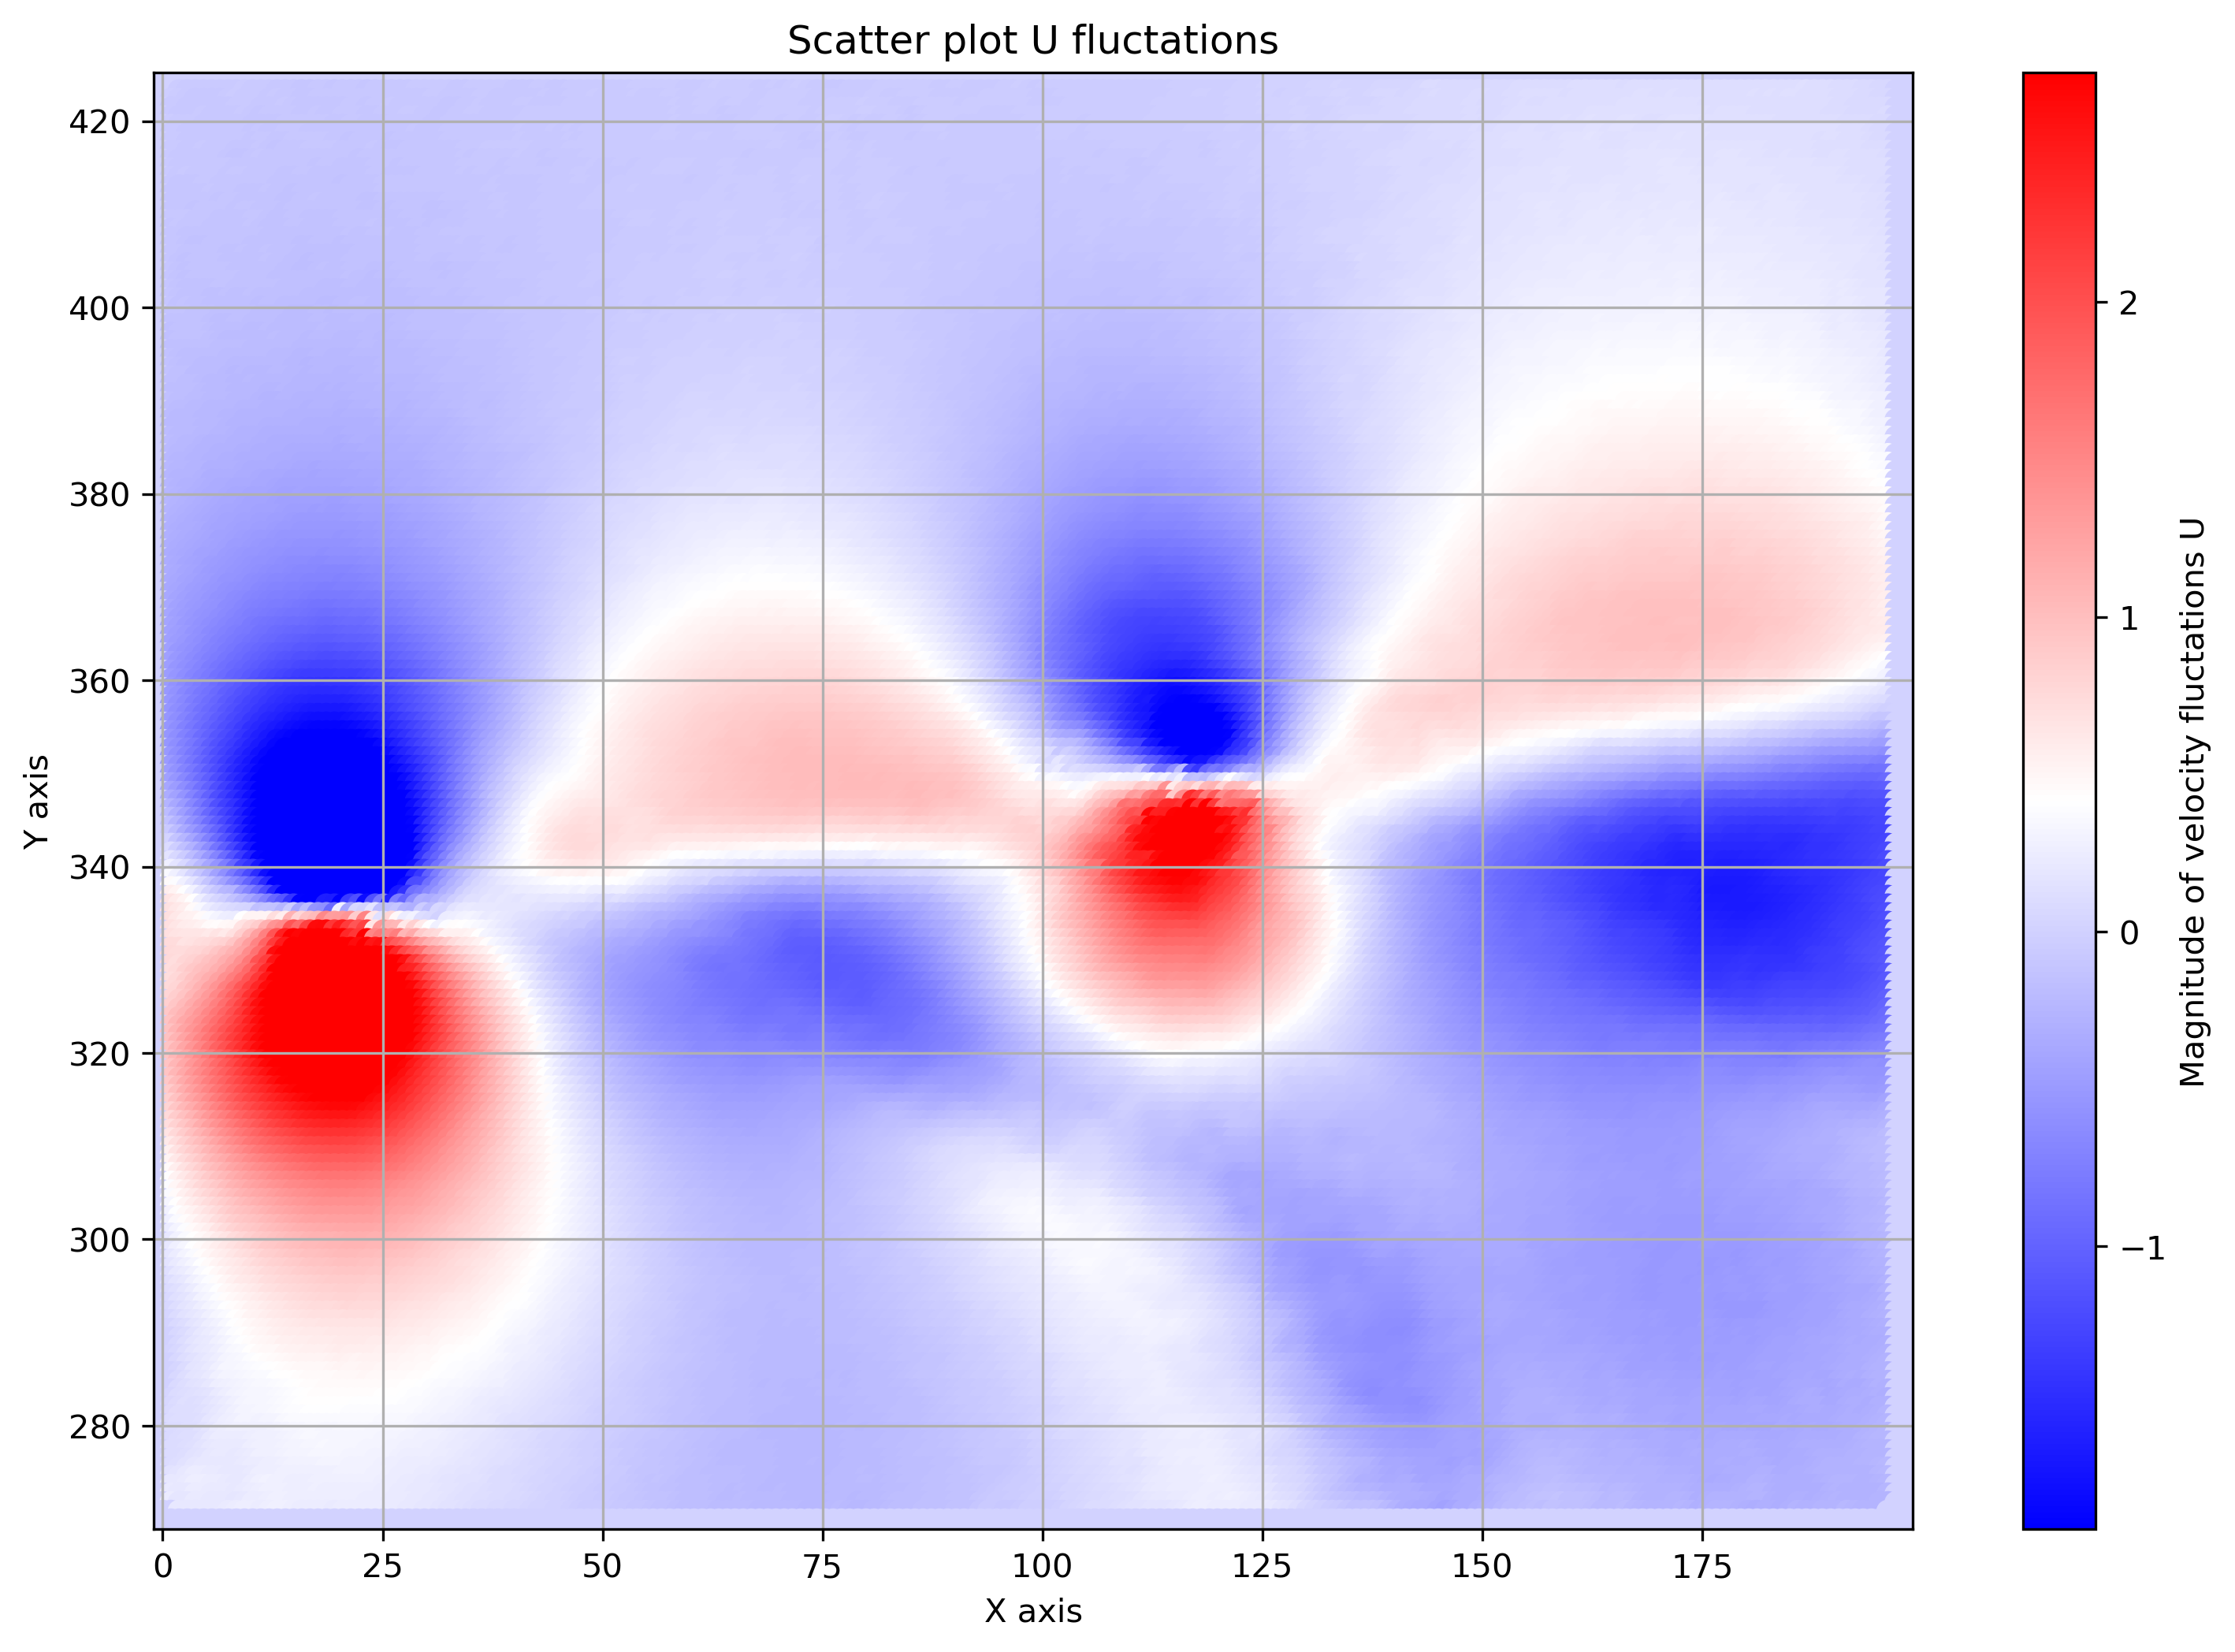 Scatter plot U fluctations
420
400
380
360
340
320
300
280
Y axis
0 25 50 75 100 125 150 175
X axis
2
1
0
−1
Magnitude of velocity fluctations U